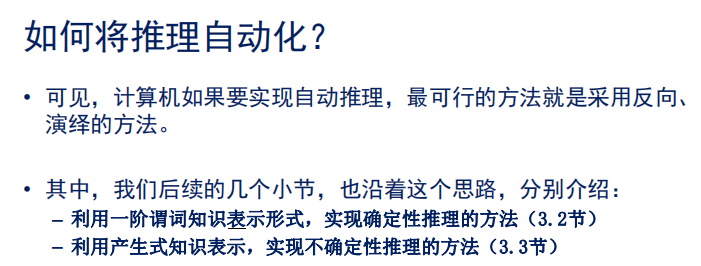 如何将推理自动化？
• 可见，计算机如果要实现自动推理，最可行的方法就是采用反向、
演绎的方法。
• 其中，我们后续的几个小节，也沿着这个思路，分别介绍：
– 利用一阶谓词知识表示形式，实现确定性推理的方法（3.2节）
– 利用产生式知识表示，实现不确定性推理的方法（3.3节）